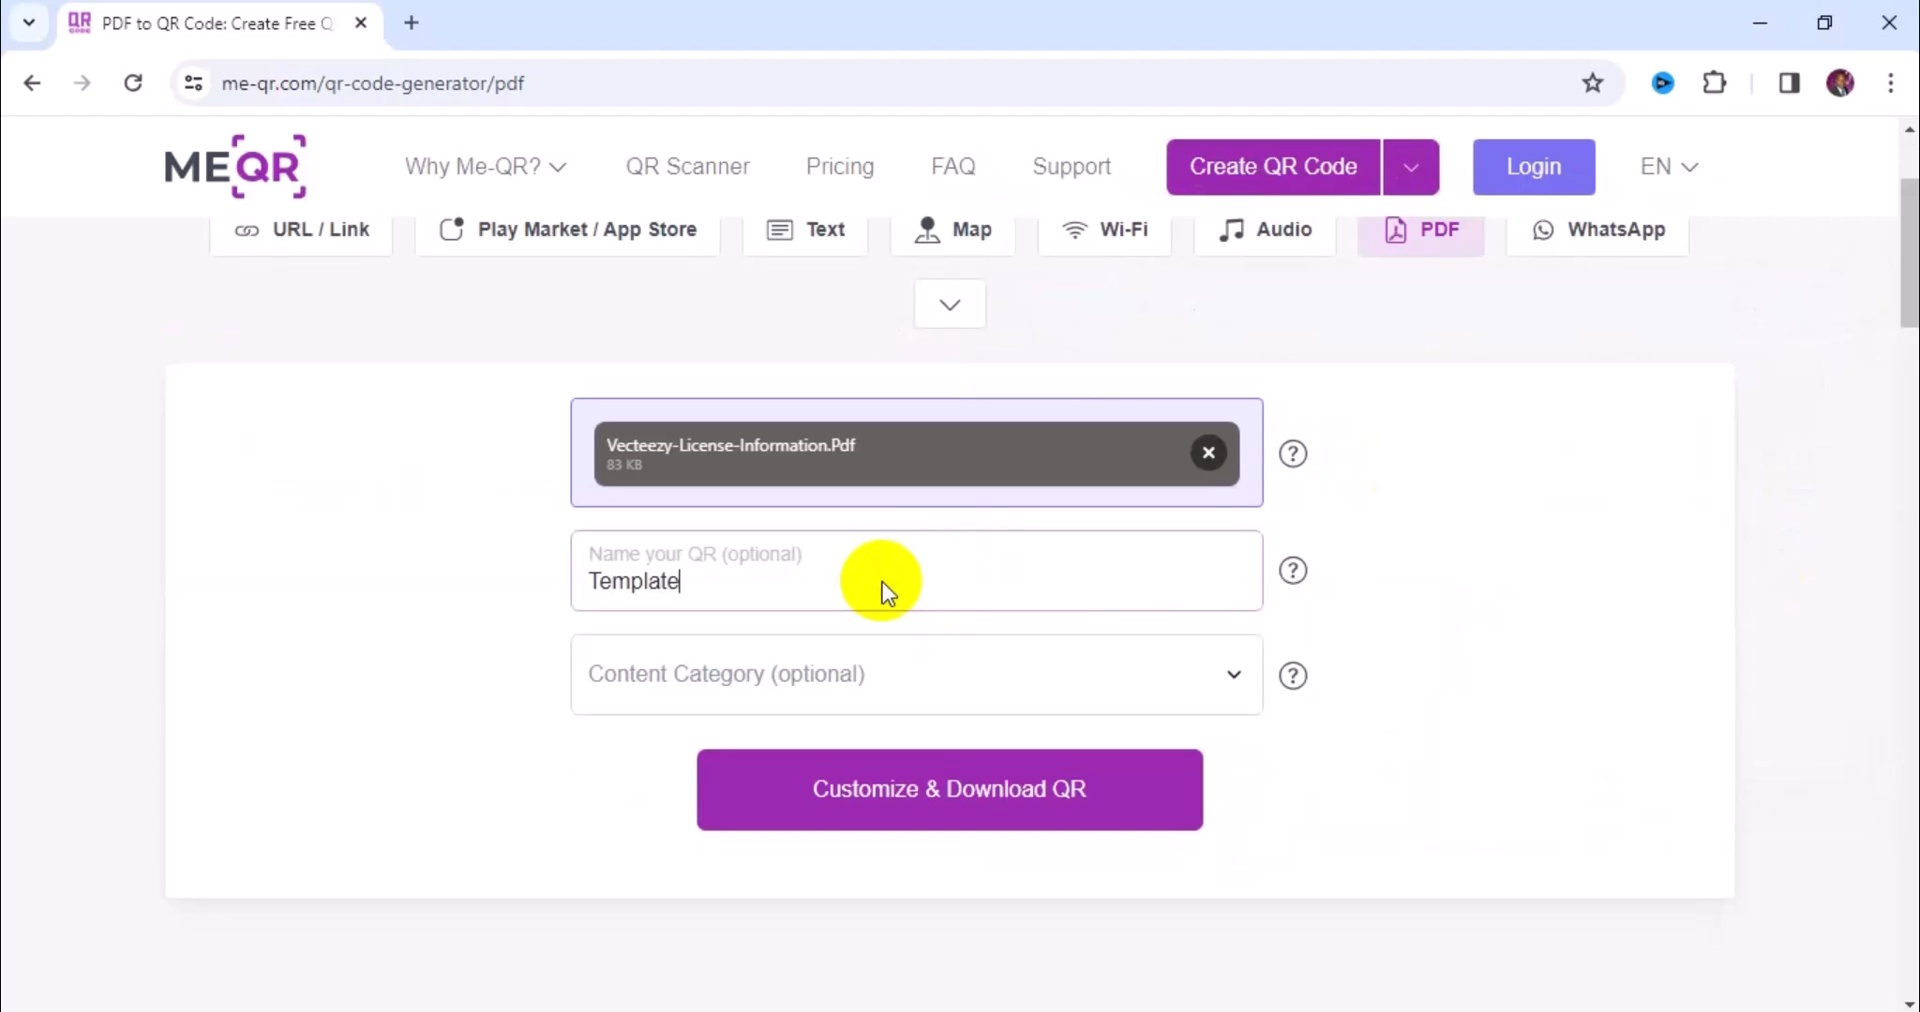 PDF to QR Code: Create Free Q
me-qr.com/qr-code-generator/pdf
MEQR
Why Me-QR?
QR Scanner
Pricing
FAQ
Support
Create QR Code
Login
EN
URL / Link
Play Market / App Store
Text
Map
Wi-Fi
Audio
PDF
WhatsApp
Vecteezy-License-Information.Pdf
83 KB
Name your QR (optional)
Template
Content Category (optional)
Customize & Download QR